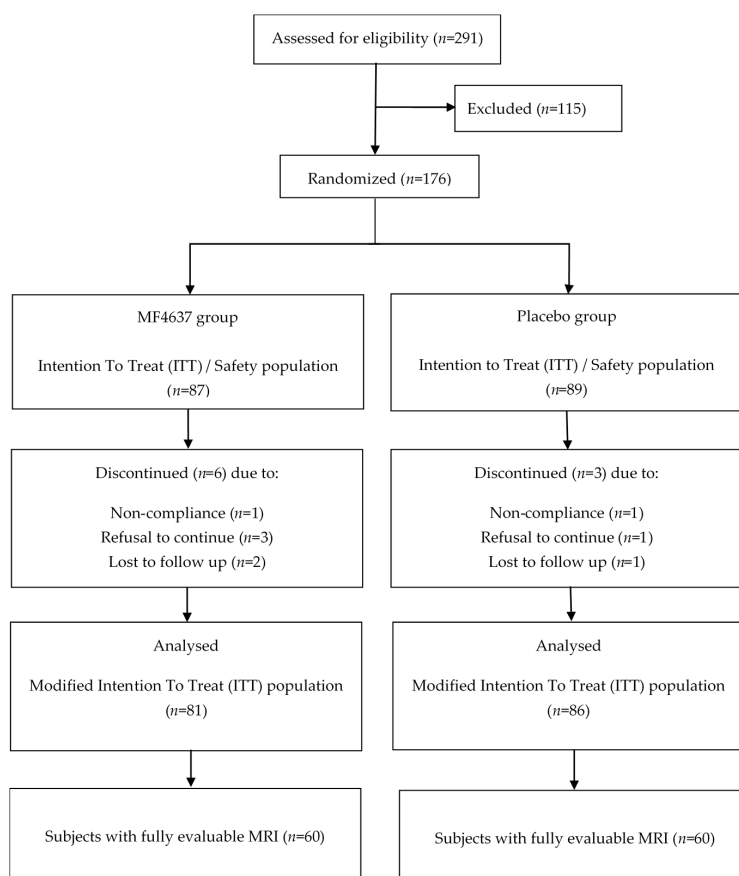 Assessed for eligibility (n=291)
Excluded (n=115)
Randomized (n=176)
MF4637 group
Intention To Treat (ITT) / Safety population
(n=87)
Placebo group
Intention to Treat (ITT) / Safety population
(n=89)
Discontinued (n=6) due to:
Non-compliance (n=1)
Refusal to continue (n=3)
Lost to follow up (n=2)
Discontinued (n=3) due to:
Non-compliance (n=1)
Refusal to continue (n=1)
Lost to follow up (n=1)
Analysed
Modified Intention To Treat (ITT) population
(n=81)
Analysed
Modified Intention To Treat (ITT) population
(n=86)
Subjects with fully evaluable MRI (n=60)
Subjects with fully evaluable MRI (n=60)